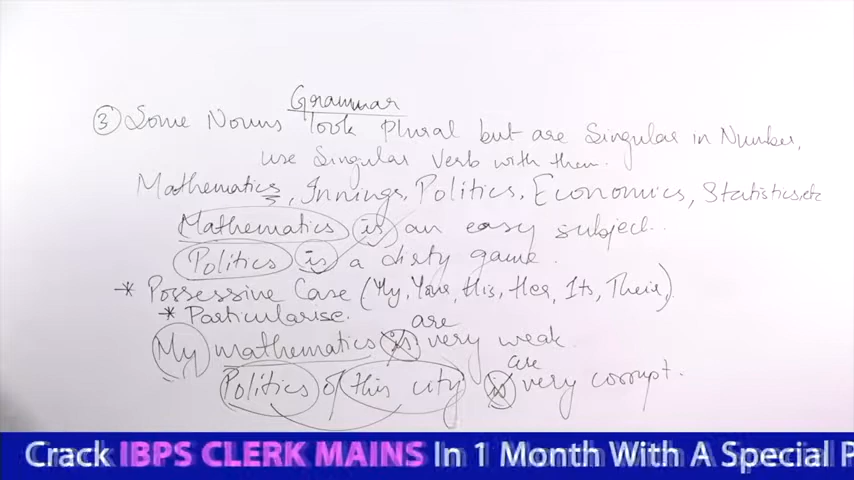 Grammar
③ Some Nouns look Plural but are Singular in Number,
use Singular Verb with them.
Mathematics, Innings, Politics, Economics, Statistics, etc
Mathematics is an easy subject.
Politics is a dirty game.
* Possessive Case (My, Your, His, Her, Its, Their)
* Particularise.
are
My mathematics is very weak.
are
Politics of this city is very corrupt.
Crack IBPS CLERK MAINS In 1 Month With A Special P